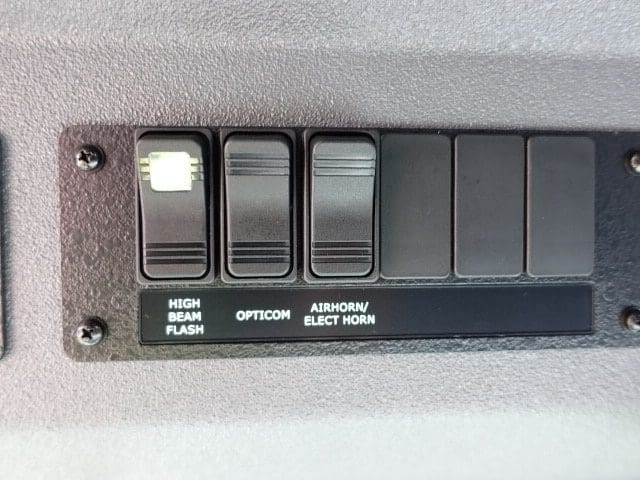 HIGH
BEAM
FLASH
OPTICOM
AIRHORN/
ELECT HORN